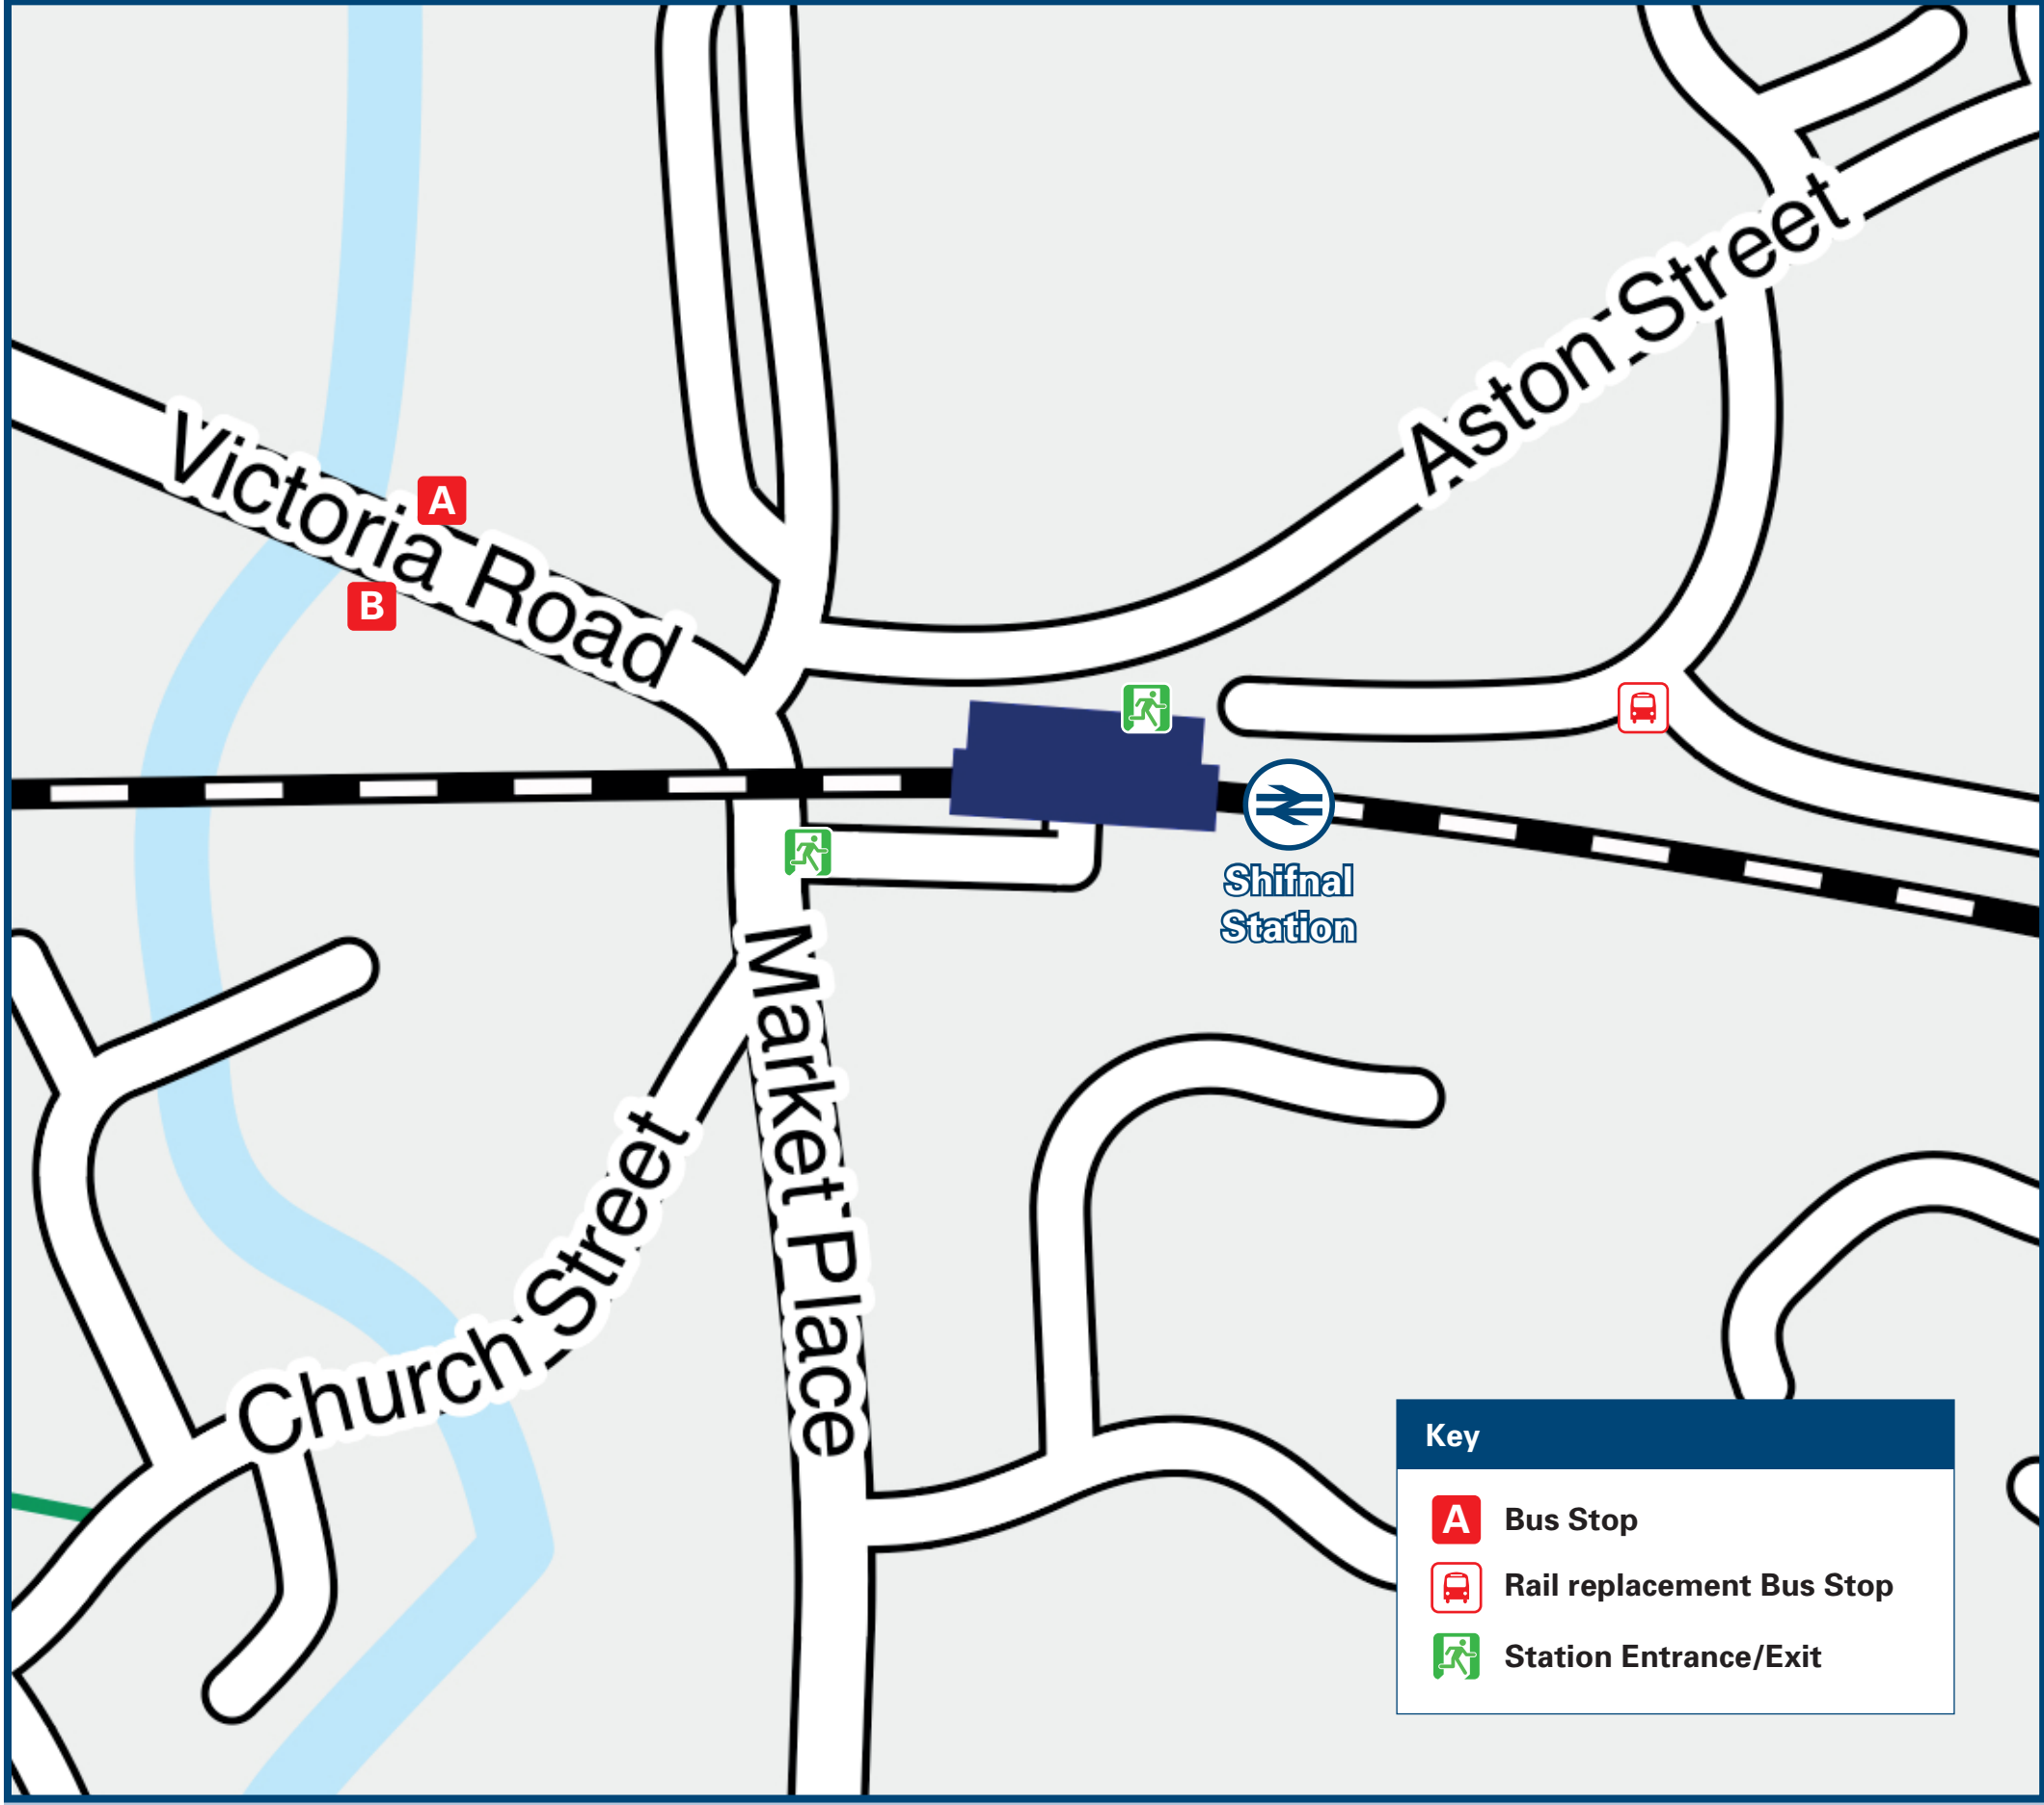 Aston Street
Victoria Road
A
B
Shifnal
Station
Market Place
Church Street
Key
A Bus Stop
Rail replacement Bus Stop
Station Entrance/Exit